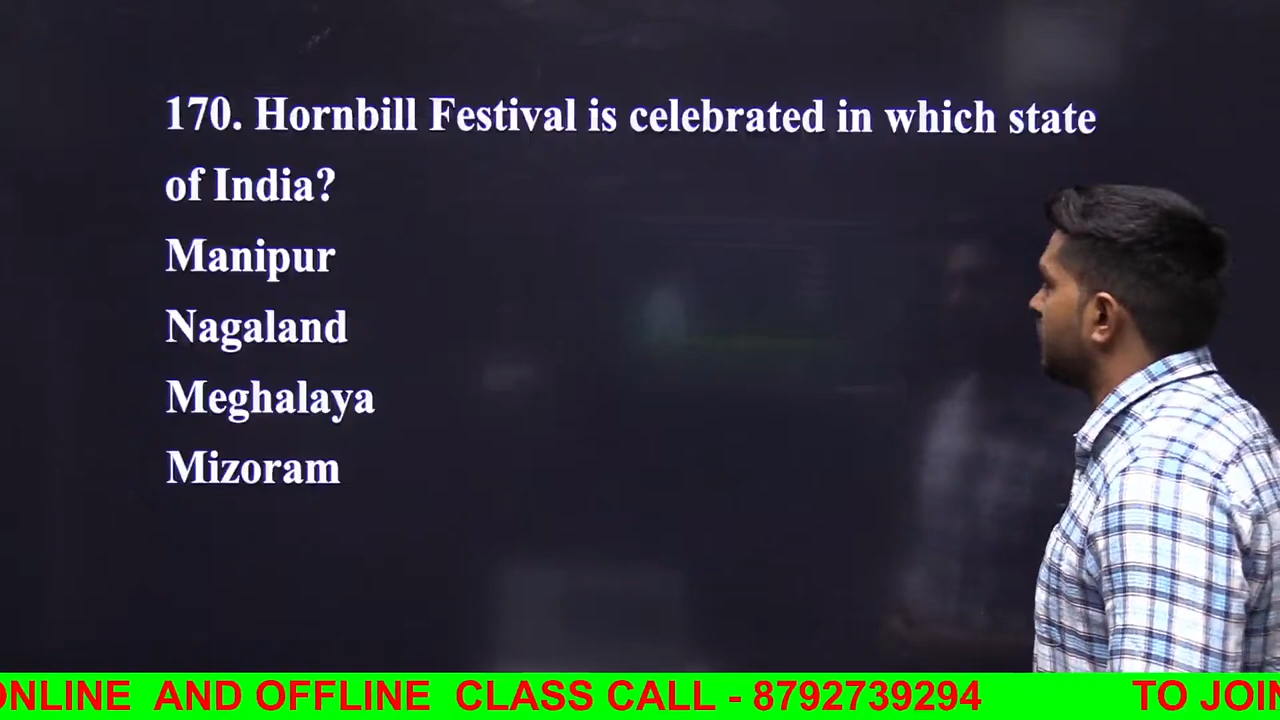 170. Hornbill Festival is celebrated in which state
of India?
Manipur
Nagaland
Meghalaya
Mizoram
ONLINE AND OFFLINE CLASS CALL - 8792739294 TO JOIN